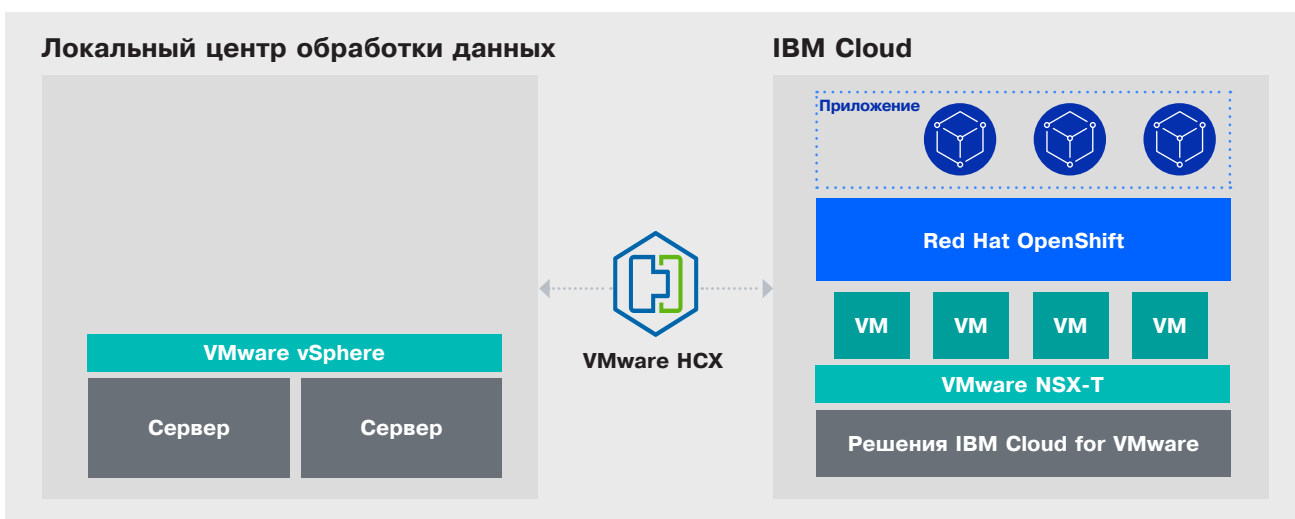 Локальный центр обработки данных
VMware vSphere
Сервер
Сервер
VMware HCX
IBM Cloud
Приложение
Red Hat OpenShift
VM
VM
VM
VM
VMware NSX-T
Решения IBM Cloud for VMware